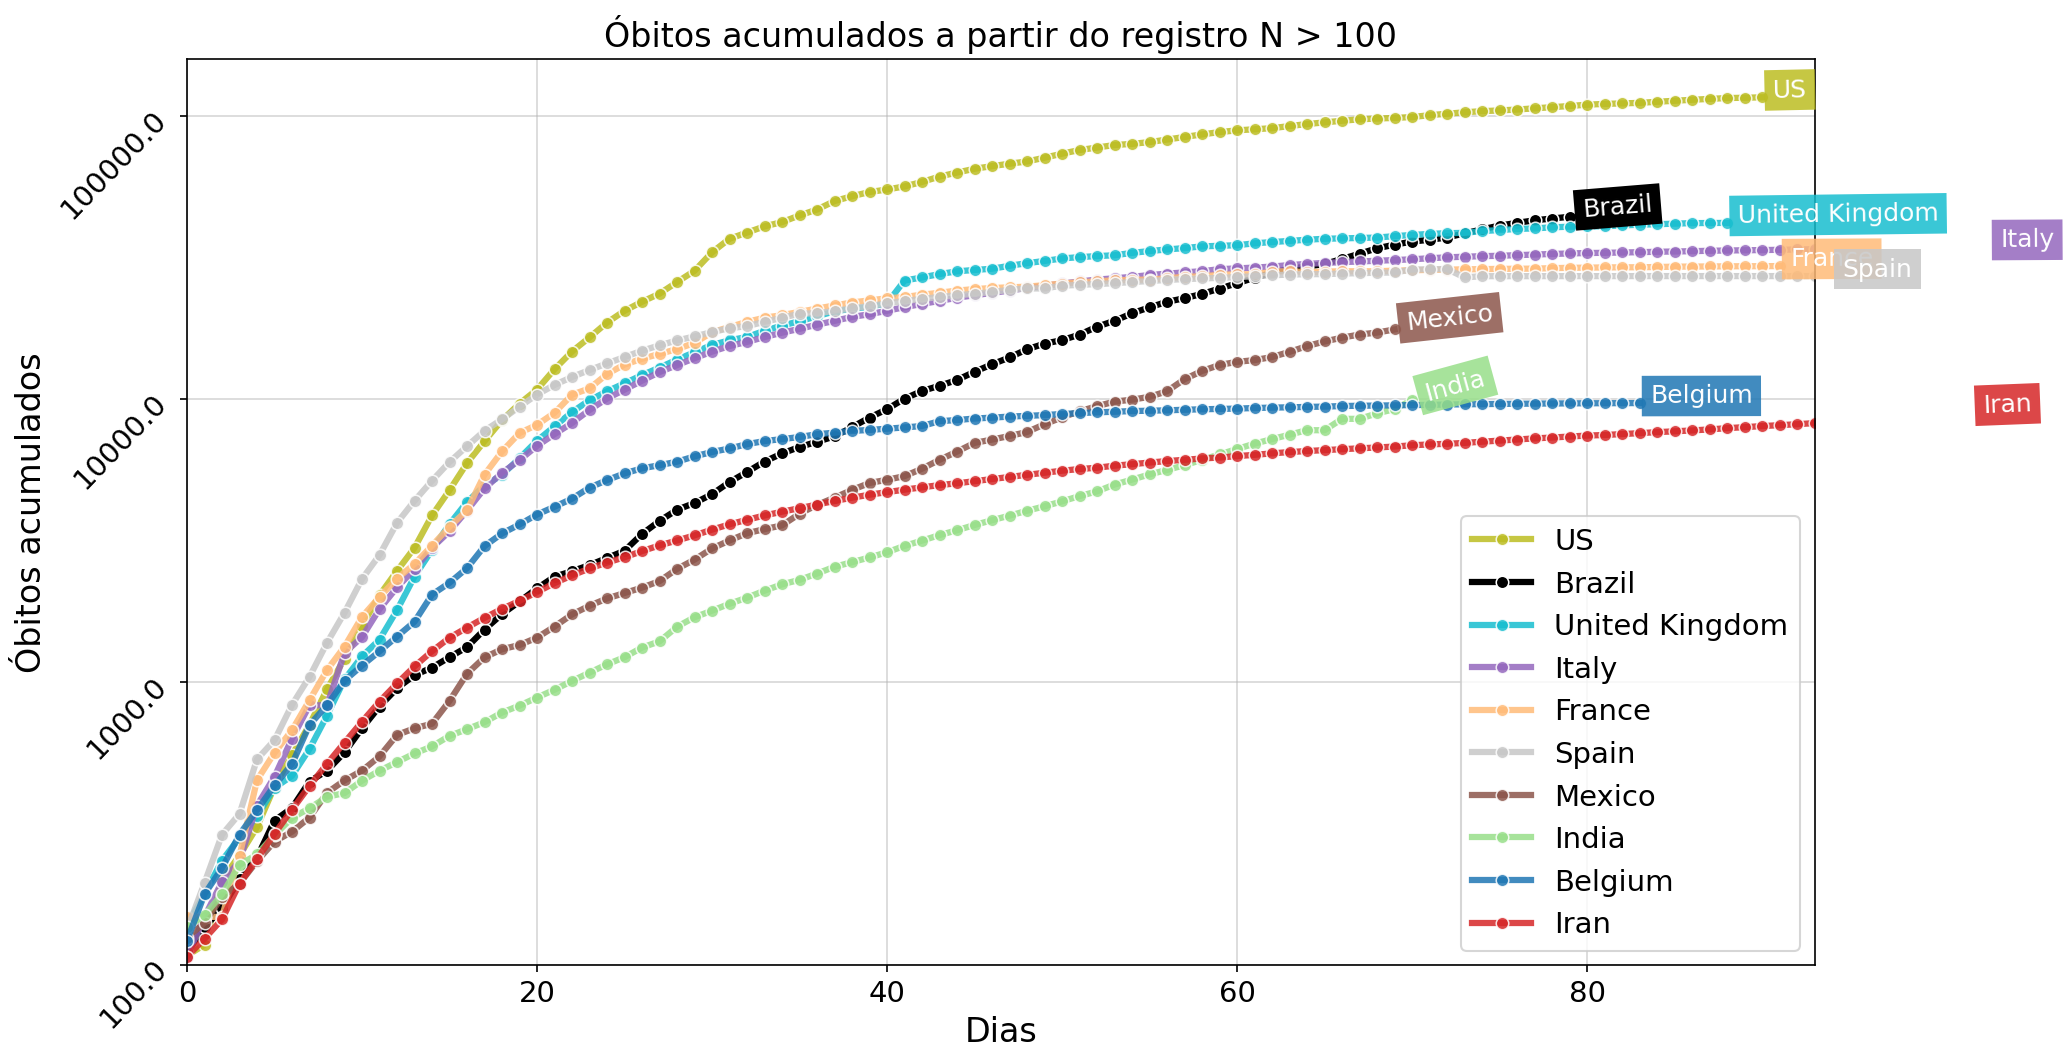 Óbitos acumulados a partir do registro N > 100
Óbitos acumulados
100000.0
10000.0
1000.0
100.0
0
20
40
60
80
Dias
US
Brazil
United Kingdom
Italy
France
Spain
Mexico
India
Belgium
Iran
US
Brazil
United Kingdom
Italy
France
Spain
Mexico
India
Belgium
Iran